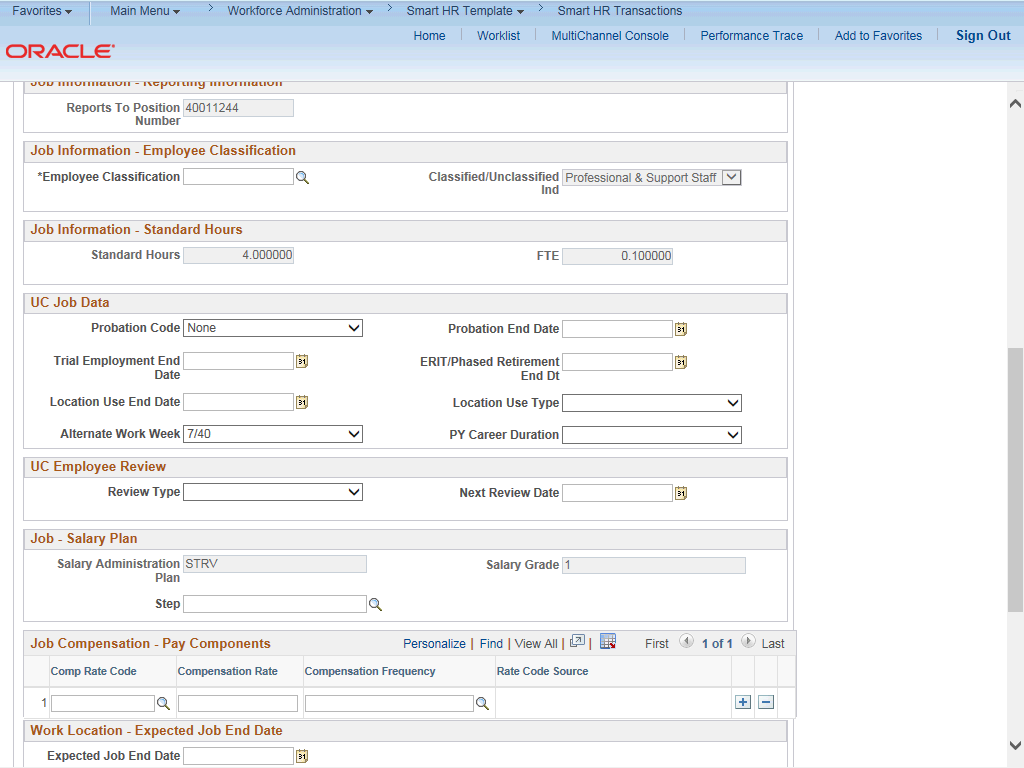 Favorites Main Menu > Workforce Administration > Smart HR Template > Smart HR Transactions
Home Worklist MultiChannel Console Performance Trace Add to Favorites Sign Out
ORACLE
Job Information - Reporting Information
Reports To Position 40011244
Number
Job Information - Employee Classification
*Employee Classification Classified/Unclassified Professional & Support Staff
Ind
Job Information - Standard Hours
Standard Hours 4.000000 FTE 0.100000
UC Job Data
Probation Code None Probation End Date
Trial Employment End ERIT/Phased Retirement
Date End Dt
Location Use End Date Location Use Type
Alternate Work Week 7/40 PY Career Duration
UC Employee Review
Review Type Next Review Date
Job - Salary Plan
Salary Administration STRV Salary Grade 1
Plan
Step
Job Compensation - Pay Components Personalize | Find | View All | | First 1 of 1 Last
Comp Rate Code Compensation Rate Compensation Frequency Rate Code Source
1
Work Location - Expected Job End Date
Expected Job End Date